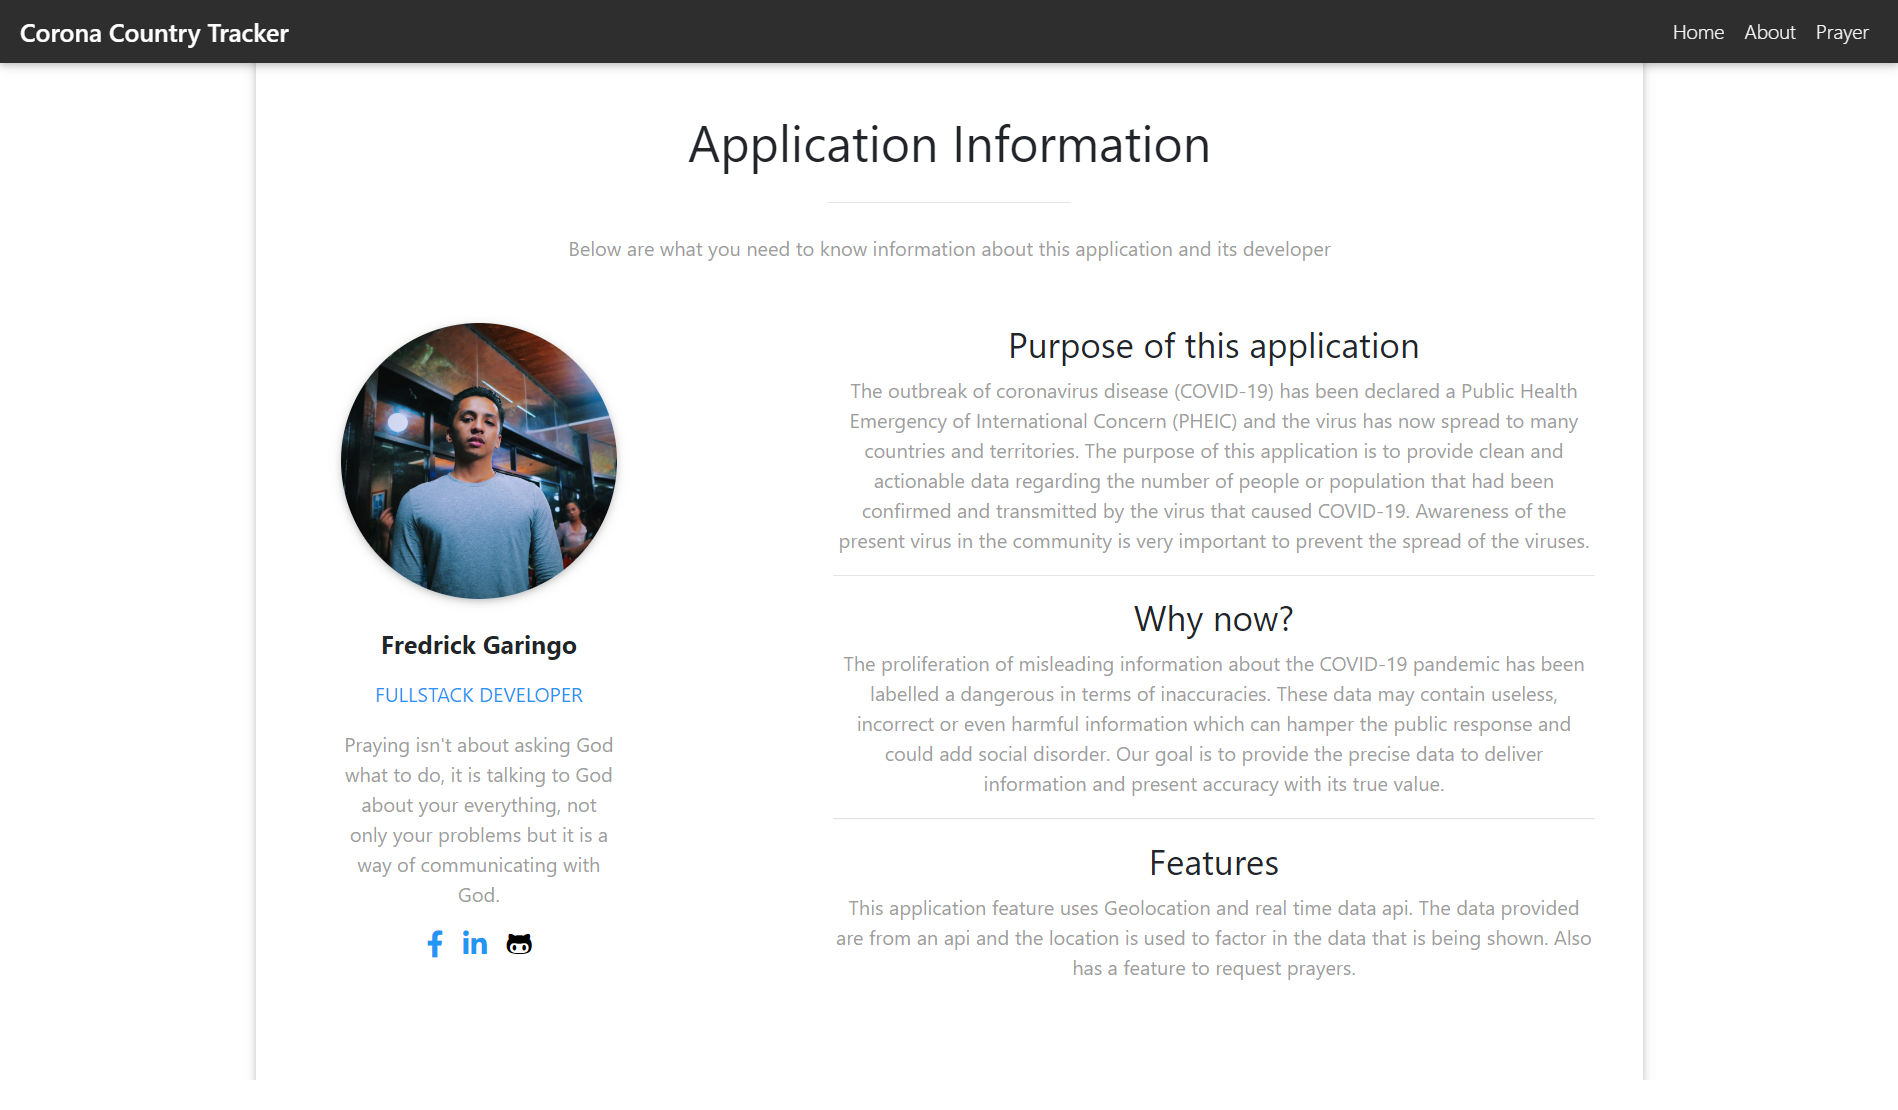 Corona Country Tracker
Home About Prayer
Application Information
Below are what you need to know information about this application and its developer
Fredrick Garingo
FULLSTACK DEVELOPER
Praying isn't about asking God
what to do, it is talking to God
about your everything, not
only your problems but it is a
way of communicating with
God.
Purpose of this application
The outbreak of coronavirus disease (COVID-19) has been declared a Public Health
Emergency of International Concern (PHEIC) and the virus has now spread to many
countries and territories. The purpose of this application is to provide clean and
actionable data regarding the number of people or population that had been
confirmed and transmitted by the virus that caused COVID-19. Awareness of the
present virus in the community is very important to prevent the spread of the viruses.
Why now?
The proliferation of misleading information about the COVID-19 pandemic has been
labelled a dangerous in terms of inaccuracies. These data may contain useless,
incorrect or even harmful information which can hamper the public response and
could add social disorder. Our goal is to provide the precise data to deliver
information and present accuracy with its true value.
Features
This application feature uses Geolocation and real time data api. The data provided
are from an api and the location is used to factor in the data that is being shown. Also
has a feature to request prayers.